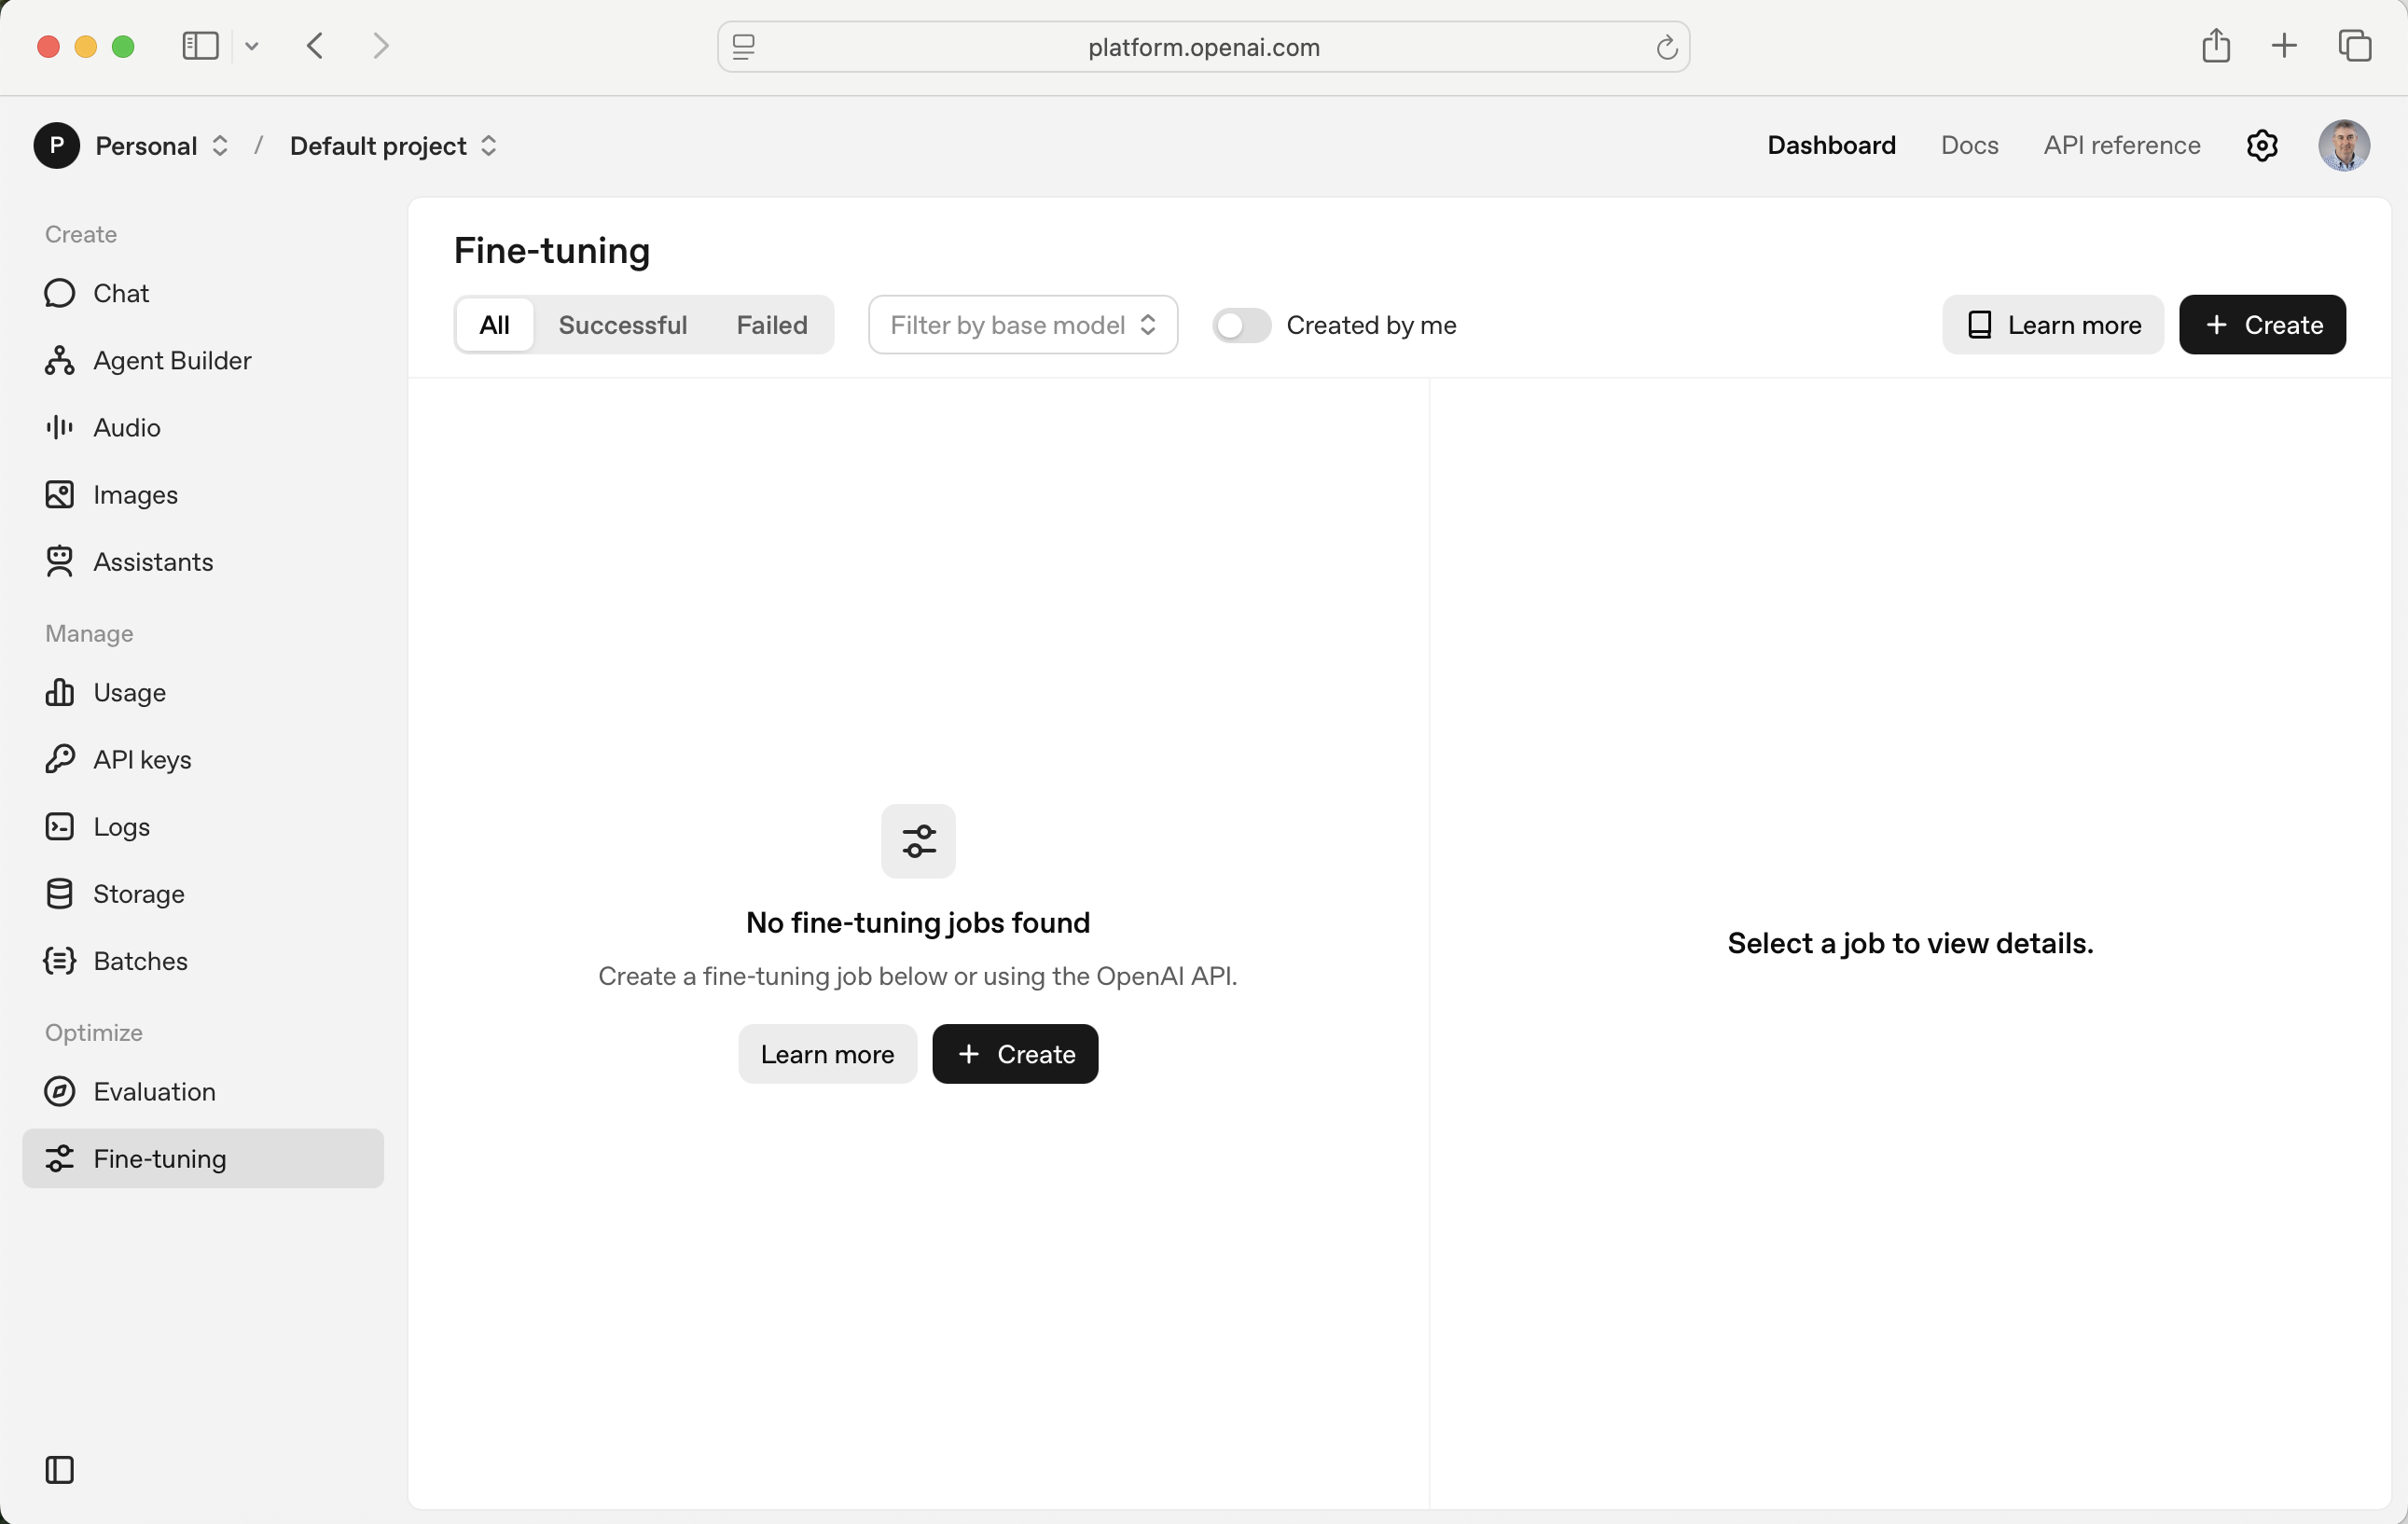 platform.openai.com
P Personal / Default project
Dashboard Docs API reference
Create
Chat
Agent Builder
Audio
Images
Assistants
Manage
Usage
API keys
Logs
Storage
Batches
Optimize
Evaluation
Fine-tuning
Fine-tuning
All Successful Failed Filter by base model Created by me Learn more + Create
No fine-tuning jobs found
Create a fine-tuning job below or using the OpenAI API.
Learn more + Create
Select a job to view details.